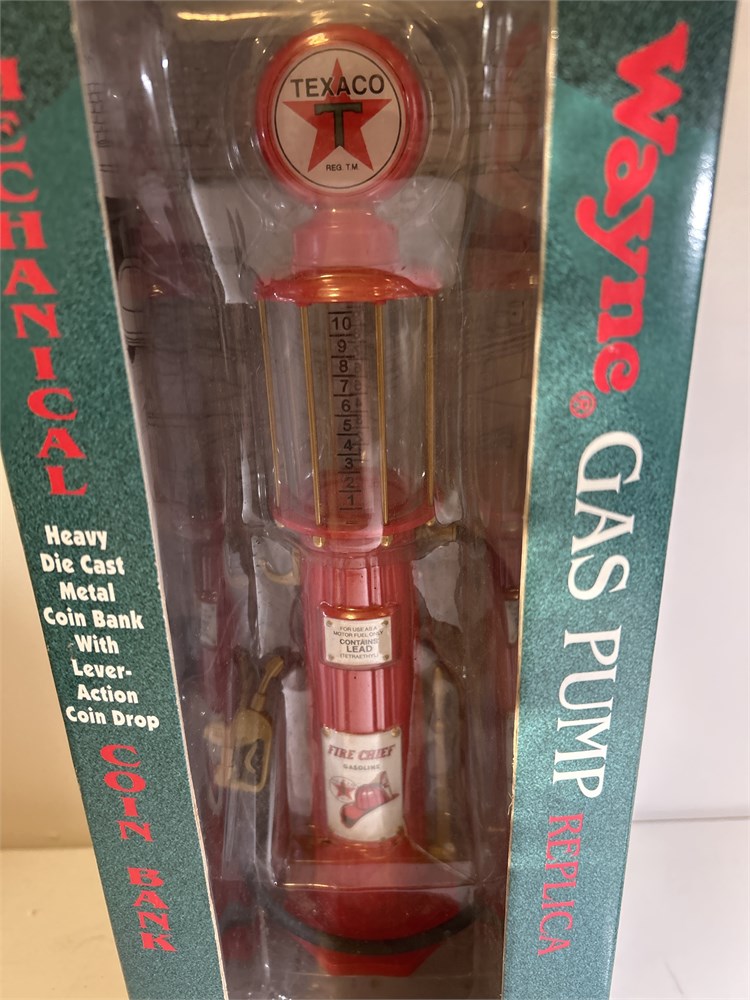 MECHANICAL
Heavy
Die Cast
Metal
Coin Bank
With
Lever-
Action
Coin Drop
COIN BANK
TEXACO
T
REG. T.M
10
9
8
7
6
5
4
3
2
1
FOR USE AS A
MOTOR FUEL ONLY
CONTAINS
LEAD
(TETRAETHYL)
FIRE CHIEF
GASOLINE
Wayne® GAS PUMP REPLICA